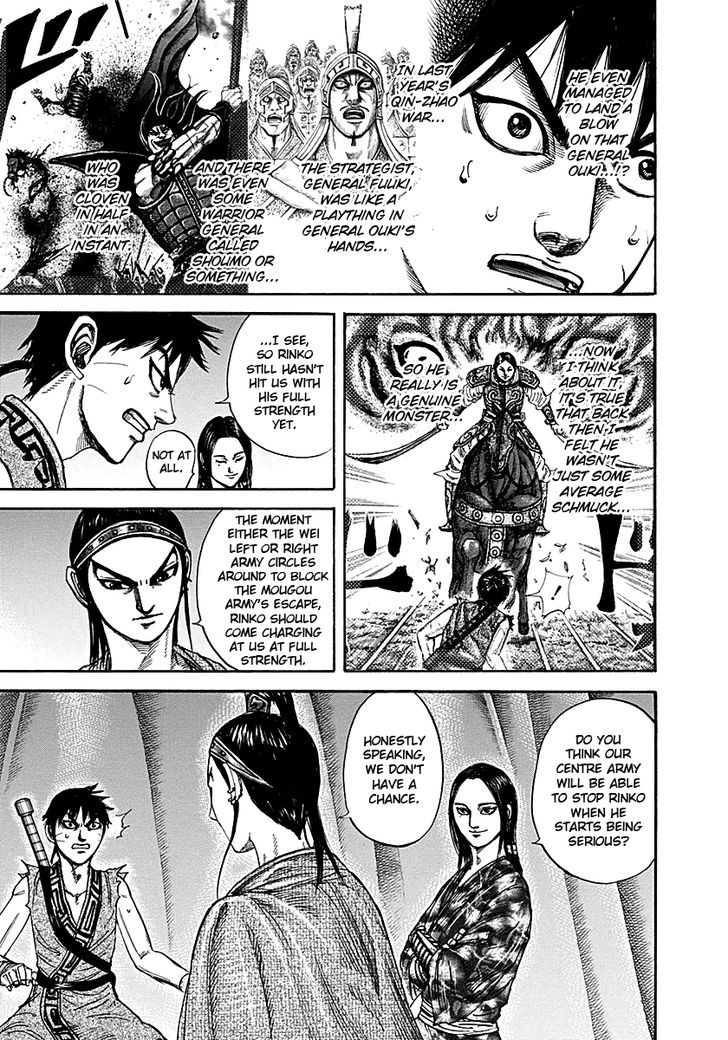 HE EVEN
MANAGED
TO LAND A
BLOW
ON THAT
GENERAL
OUKI...!?
IN LAST
YEAR'S
QIN-ZHAO
WAR...
THE STRATEGIST,
GENERAL FUUKI,
WAS LIKE A
PLAYTHING IN
GENERAL OUKI'S
HANDS...
AND THERE
WAS EVEN
SOME
WARRIOR
GENERAL
CALLED
SHOUMO OR
SOMETHING...
WHO
WAS
CLOVEN
IN HALF
IN AN
INSTANT.
...NOW
I THINK
ABOUT IT,
IT'S TRUE
THAT BACK
THEN I
FELT HE
WASN'T
JUST SOME
AVERAGE
SCHMUCK.
SO HE
REALLY IS
A GENUINE
MONSTER...
...I SEE,
SO RINKO
STILL HASN'T
HIT US WITH
HIS FULL
STRENGTH
YET.
NOT AT
ALL.
THE MOMENT
EITHER THE WEI
LEFT OR RIGHT
ARMY CIRCLES
AROUND TO BLOCK
THE MOUGOU
ARMY'S ESCAPE,
RINKO SHOULD
COME CHARGING
AT US AT FULL
STRENGTH.
DO YOU
THINK OUR
CENTRE ARMY
WILL BE ABLE
TO STOP RINKO
WHEN HE
STARTS BEING
SERIOUS?
HONESTLY
SPEAKING,
WE DON'T
HAVE A
CHANCE.